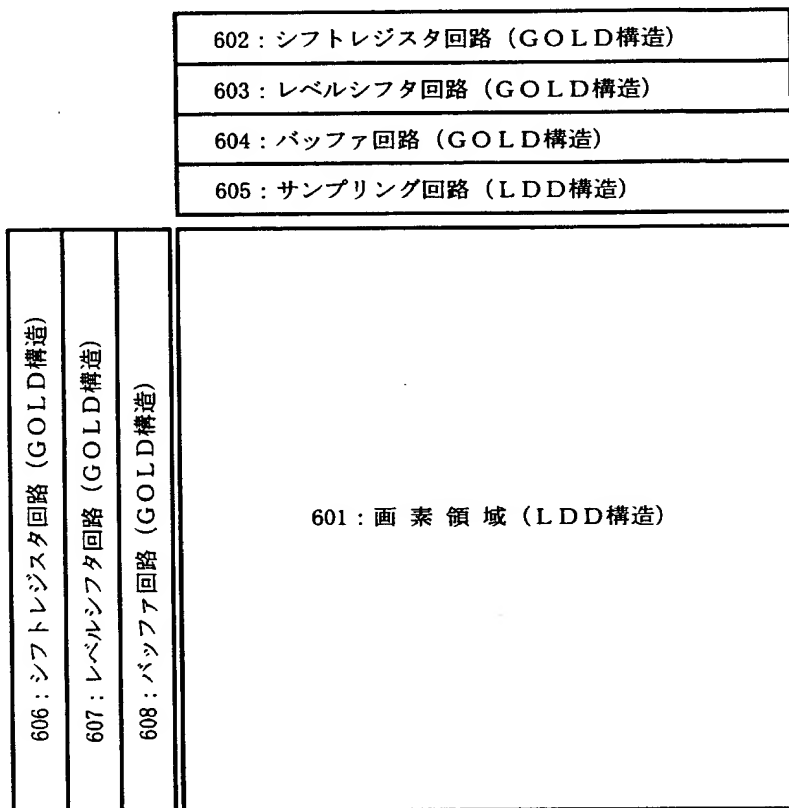 602：シフトレジスタ回路（ＧＯＬＤ構造）
603：レベルシフタ回路（ＧＯＬＤ構造）
604：バッファ回路（ＧＯＬＤ構造）
605：サンプリング回路（ＬＤＤ構造）
606：シフトレジスタ回路（ＧＯＬＤ構造）
607：レベルシフタ回路（ＧＯＬＤ構造）
608：バッファ回路（ＧＯＬＤ構造）
601：画 素 領 域（ＬＤＤ構造）